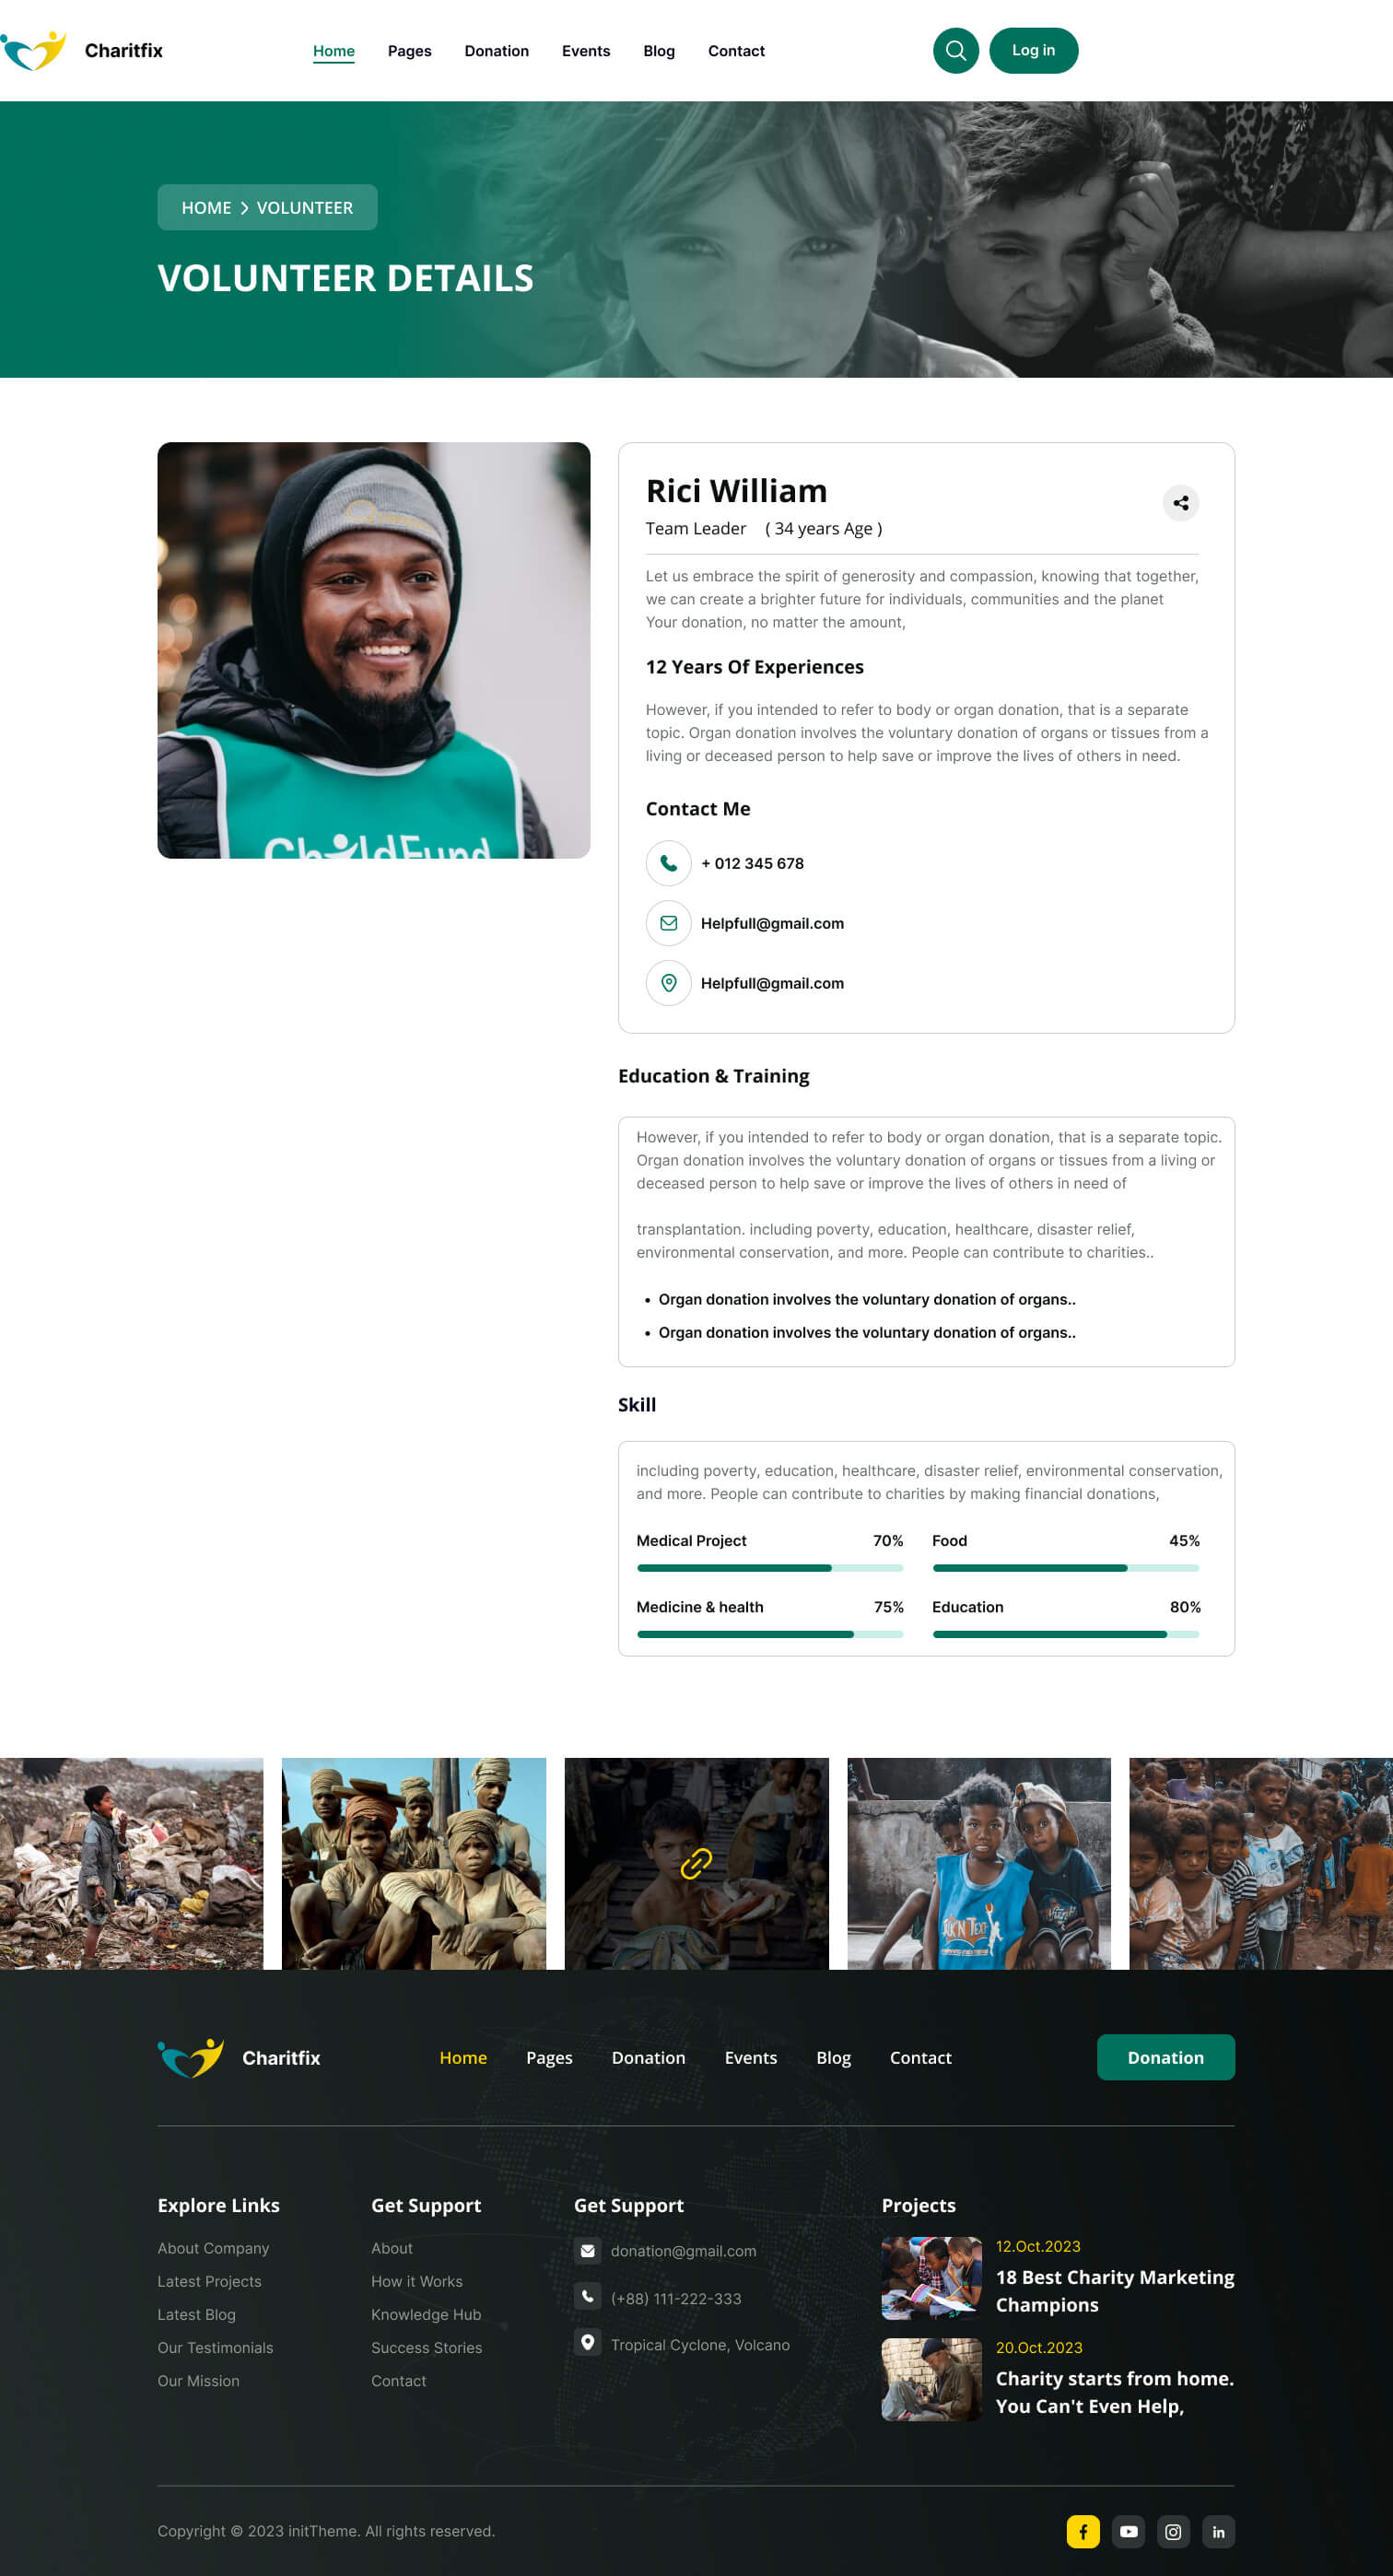 Charitfix
Home Pages Donation Events Blog Contact
Log in
HOME > VOLUNTEER
VOLUNTEER DETAILS
Rici William
Team Leader ( 34 years Age )
Let us embrace the spirit of generosity and compassion, knowing that together,
we can create a brighter future for individuals, communities and the planet
Your donation, no matter the amount,
12 Years Of Experiences
However, if you intended to refer to body or organ donation, that is a separate
topic. Organ donation involves the voluntary donation of organs or tissues from a
living or deceased person to help save or improve the lives of others in need.
Contact Me
+ 012 345 678
Helpfull@gmail.com
Helpfull@gmail.com
ChildFund
Education & Training
However, if you intended to refer to body or organ donation, that is a separate topic.
Organ donation involves the voluntary donation of organs or tissues from a living or
deceased person to help save or improve the lives of others in need of
transplantation. including poverty, education, healthcare, disaster relief,
environmental conservation, and more. People can contribute to charities..
• Organ donation involves the voluntary donation of organs..
• Organ donation involves the voluntary donation of organs..
Skill
including poverty, education, healthcare, disaster relief, environmental conservation,
and more. People can contribute to charities by making financial donations,
Medical Project 70% Food 45%
Medicine & health 75% Education 80%
Charitfix
Home Pages Donation Events Blog Contact
Donation
Explore Links
About Company
Latest Projects
Latest Blog
Our Testimonials
Our Mission
Get Support
About
How it Works
Knowledge Hub
Success Stories
Contact
Get Support
donation@gmail.com
(+88) 111-222-333
Tropical Cyclone, Volcano
Projects
12.Oct.2023
18 Best Charity Marketing
Champions
20.Oct.2023
Charity starts from home.
You Can't Even Help,
Copyright © 2023 initTheme. All rights reserved.